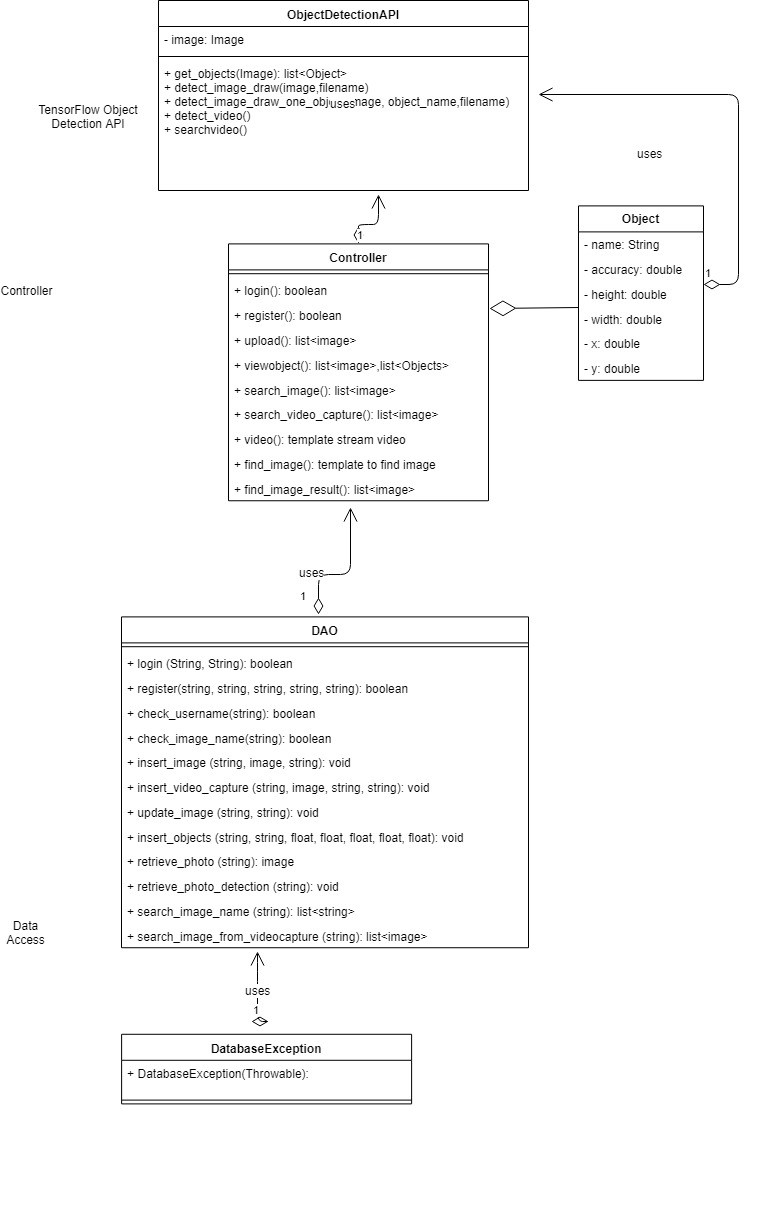 ObjectDetectionAPI
- image: Image
+ get_objects(Image): list<Object>
+ detect_image_draw(image,filename)
+ detect_image_draw_one_obj nage, object_name,filename)
uses
+ detect_video()
+ searchvideo()
TensorFlow Object
Detection API
uses
1
Controller
Controller
+ login(): boolean
+ register(): boolean
+ upload(): list<image>
+ viewobject(): list<image>,list<Objects>
+ search_image(): list<image>
+ search_video_capture(): list<image>
+ video(): template stream video
+ find_image(): template to find image
+ find_image_result(): list<image>
Object
- name: String
- accuracy: double
- height: double
- width: double
- x: double
- y: double
1
uses
1
DAO
+ login (String, String): boolean
+ register(string, string, string, string, string): boolean
+ check_username(string): boolean
+ check_image_name(string): boolean
+ insert_image (string, image, string): void
+ insert_video_capture (string, image, string, string): void
+ update_image (string, string): void
+ insert_objects (string, string, float, float, float, float, float): void
+ retrieve_photo (string): image
+ retrieve_photo_detection (string): void
+ search_image_name (string): list<string>
+ search_image_from_videocapture (string): list<image>
Data
Access
uses
1
DatabaseException
+ DatabaseException(Throwable):